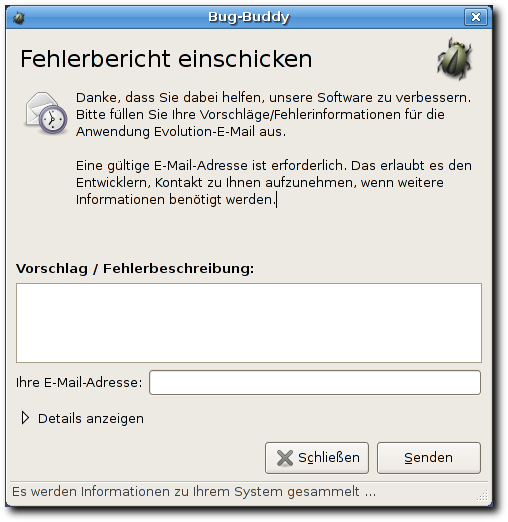 Bug-Buddy
Fehlerbericht einschicken
Danke, dass Sie dabei helfen, unsere Software zu verbessern.
Bitte füllen Sie Ihre Vorschläge/Fehlerinformationen für die
Anwendung Evolution-E-Mail aus.
Eine gültige E-Mail-Adresse ist erforderlich. Das erlaubt es den
Entwicklern, Kontakt zu Ihnen aufzunehmen, wenn weitere
Informationen benötigt werden.
Vorschlag / Fehlerbeschreibung:
Ihre E-Mail-Adresse:
Details anzeigen
Schließen Senden
Es werden Informationen zu Ihrem System gesammelt ...